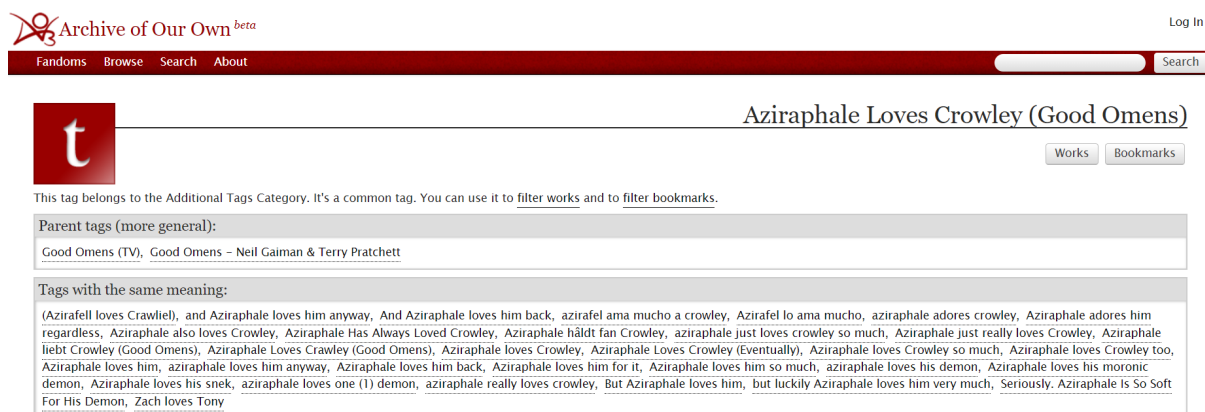 Archive of Our Own beta
Log In
Fandoms Browse Search About
Search
Aziraphale Loves Crowley (Good Omens)
t
Works Bookmarks
This tag belongs to the Additional Tags Category. It's a common tag. You can use it to filter works and to filter bookmarks.
Parent tags (more general):
Good Omens (TV), Good Omens - Neil Gaiman & Terry Pratchett
Tags with the same meaning:
(Azirafell loves Crawliel), and Aziraphale loves him anyway, And Aziraphale loves him back, azirafel ama mucho a crowley, Azirafel lo ama mucho, aziraphale adores crowley, Aziraphale adores him
regardless, Aziraphale also loves Crowley, Aziraphale Has Always Loved Crowley, Aziraphale hâldt fan Crowley, aziraphale just loves crowley so much, Aziraphale just really loves Crowley, Aziraphale
liebt Crowley (Good Omens), Aziraphale Loves Crawley (Good Omens), Aziraphale loves Crowley, Aziraphale Loves Crowley (Eventually), Aziraphale loves Crowley so much, Aziraphale loves Crowley too,
Aziraphale loves him, aziraphale loves him anyway, Aziraphale loves him back, Aziraphale loves him for it, Aziraphale loves him so much, aziraphale loves his demon, Aziraphale loves his moronic
demon, Aziraphale loves his snek, aziraphale loves one (1) demon, aziraphale really loves crowley, But Aziraphale loves him, but luckily Aziraphale loves him very much, Seriously. Aziraphale Is So Soft
For His Demon, Zach loves Tony